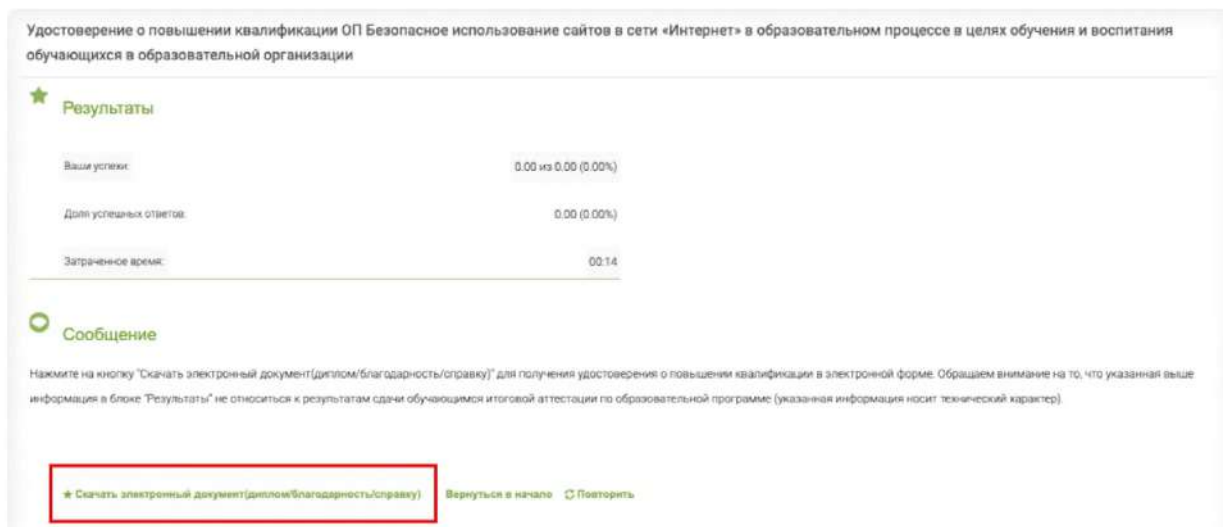 Удостоверение о повышении квалификации ОП Безопасное использование сайтов в сети «Интернет» в образовательном процессе в целях обучения и воспитания
обучающихся в образовательной организации
Результаты
Ваши успехи: 0.00 из 0.00 (0.00%)
Доля успешных ответов: 0.00 (0.00%)
Затраченное время: 00:14
Сообщение
Нажмите на кнопку "Скачать электронный документ(диплом/благодарность/справку)" для получения удостоверения о повышении квалификации в электронной форме. Обращаем внимание на то, что указанная выше
информация в блоке "Результаты" не относиться к результатам сдачи обучающимся итоговой аттестации по образовательной программе (указанная информация носит технический характер).
Скачать электронный документ(диплом/благодарность/справку) Вернуться в начало Повторить